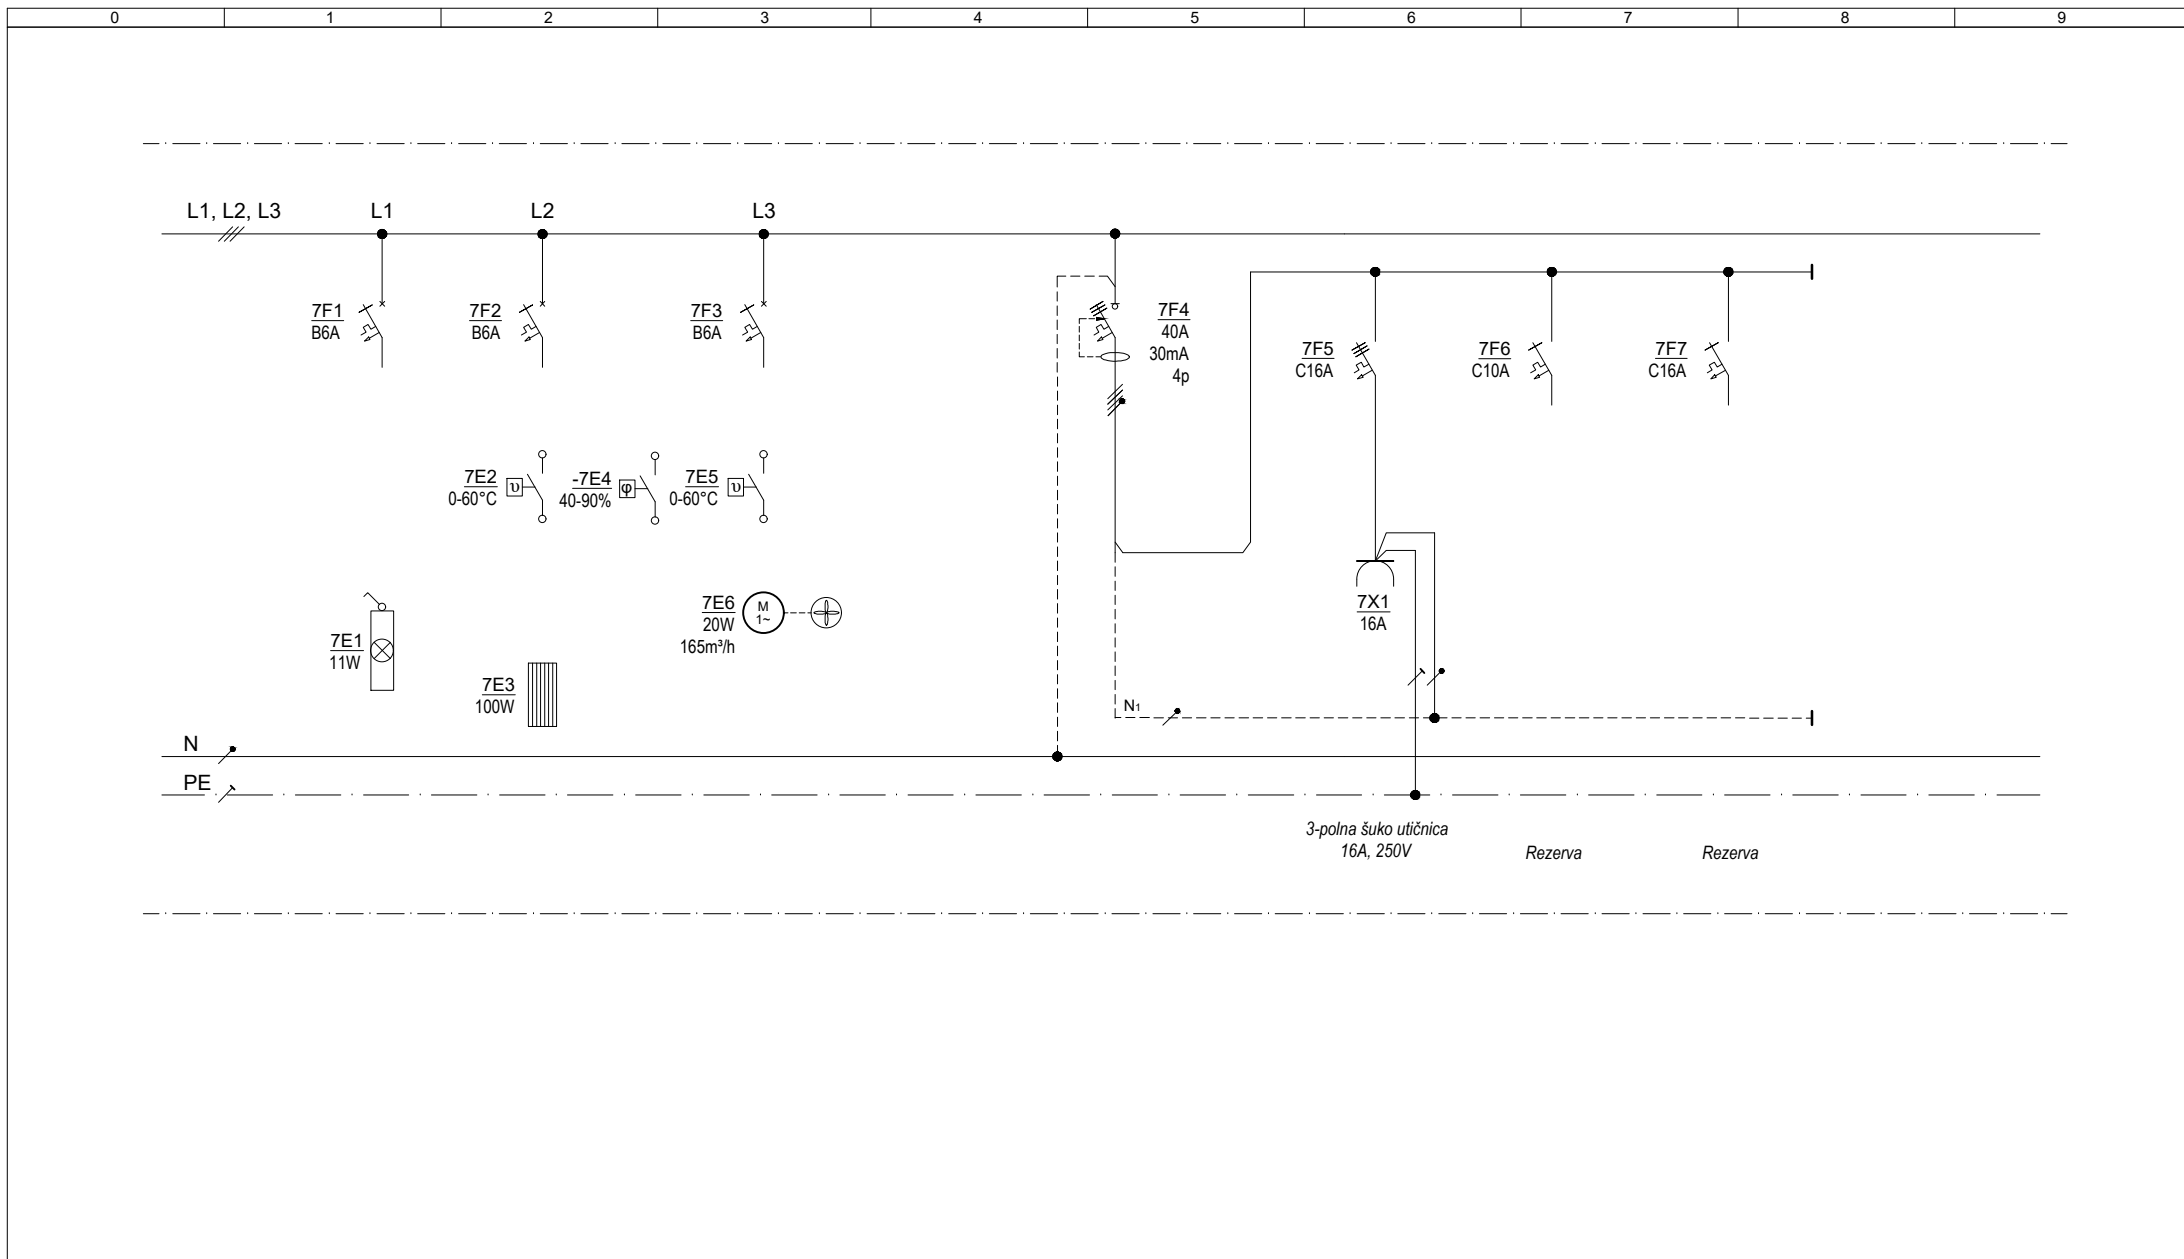 0 1 2 3 4 5 6 7 8 9
L1, L2, L3 L1 L2 L3
7F1
B6A
7F2
B6A
7F3
B6A
7F4
40A
30mA
4p
7F5
C16A
7F6
C10A
7F7
C16A
7E2
0-60°C
υ
-7E4
40-90%
φ
7E5
0-60°C
υ
7E1
11W
7E3
100W
7E6
20W
165m³/h
M
1~
7X1
16A
N₁
N
PE
3-polna šuko utičnica
16A, 250V
Rezerva
Rezerva